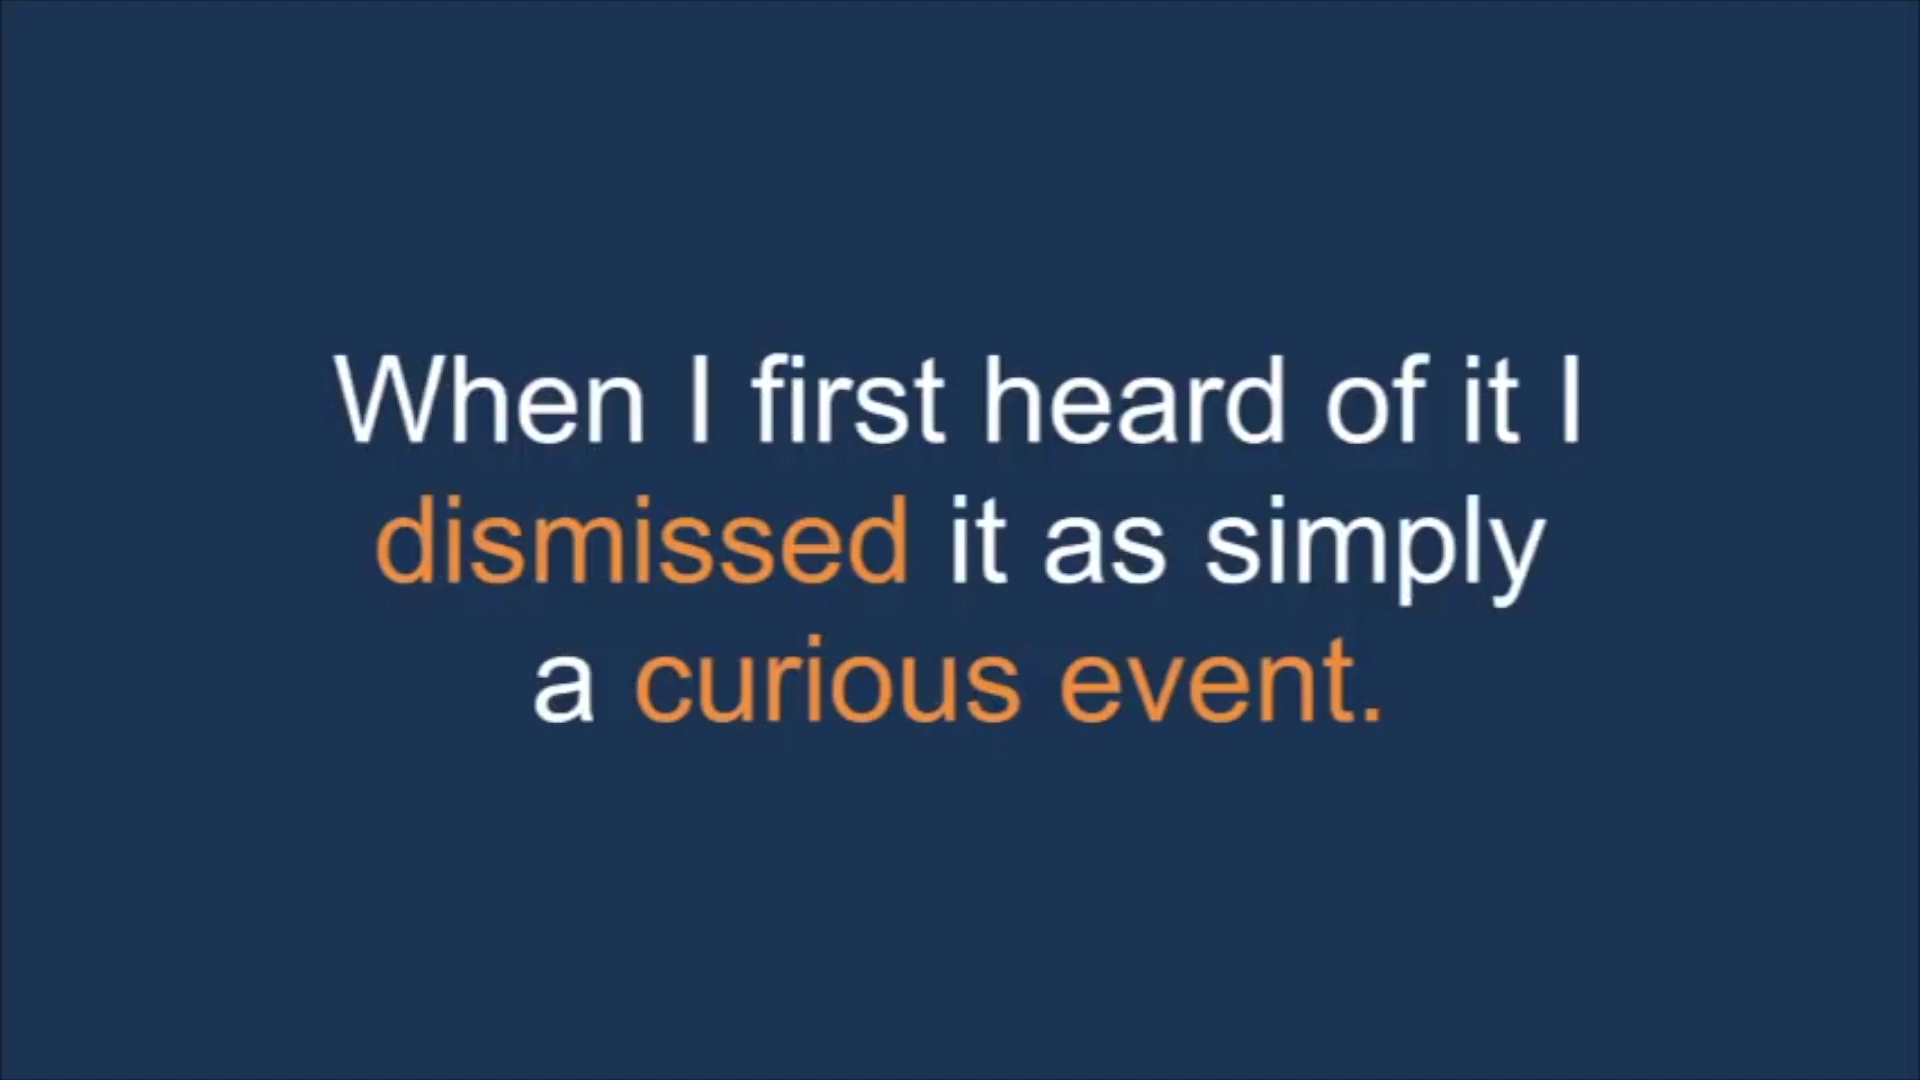 When I first heard of it I
dismissed it as simply
a curious event.